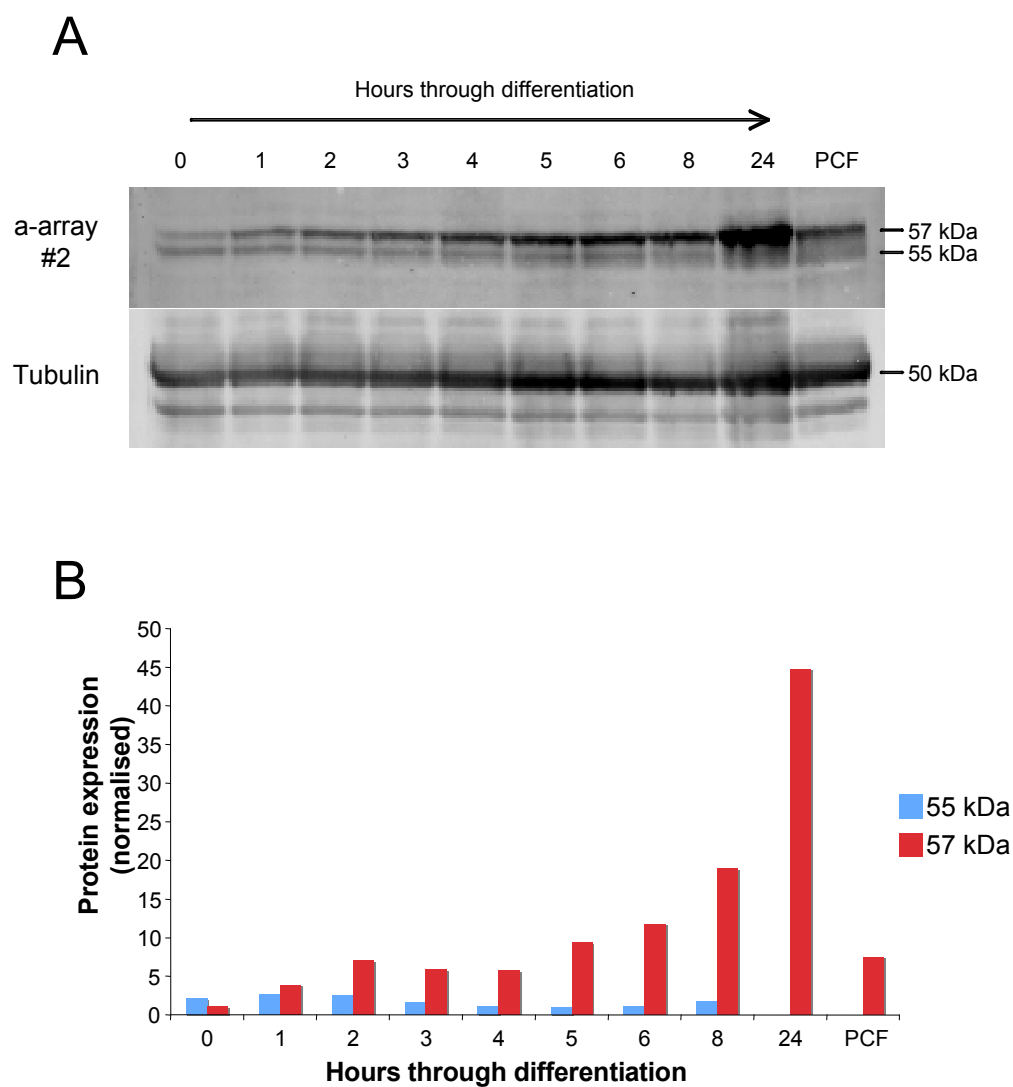 A
Hours through differentiation
0 1 2 3 4 5 6 8 24 PCF
a-array
#2
57 kDa
55 kDa
Tubulin
50 kDa
B
50
45
40
35
30
25
20
15
10
5
0
Protein expression
(normalised)
0 1 2 3 4 5 6 8 24 PCF
Hours through differentiation
55 kDa
57 kDa